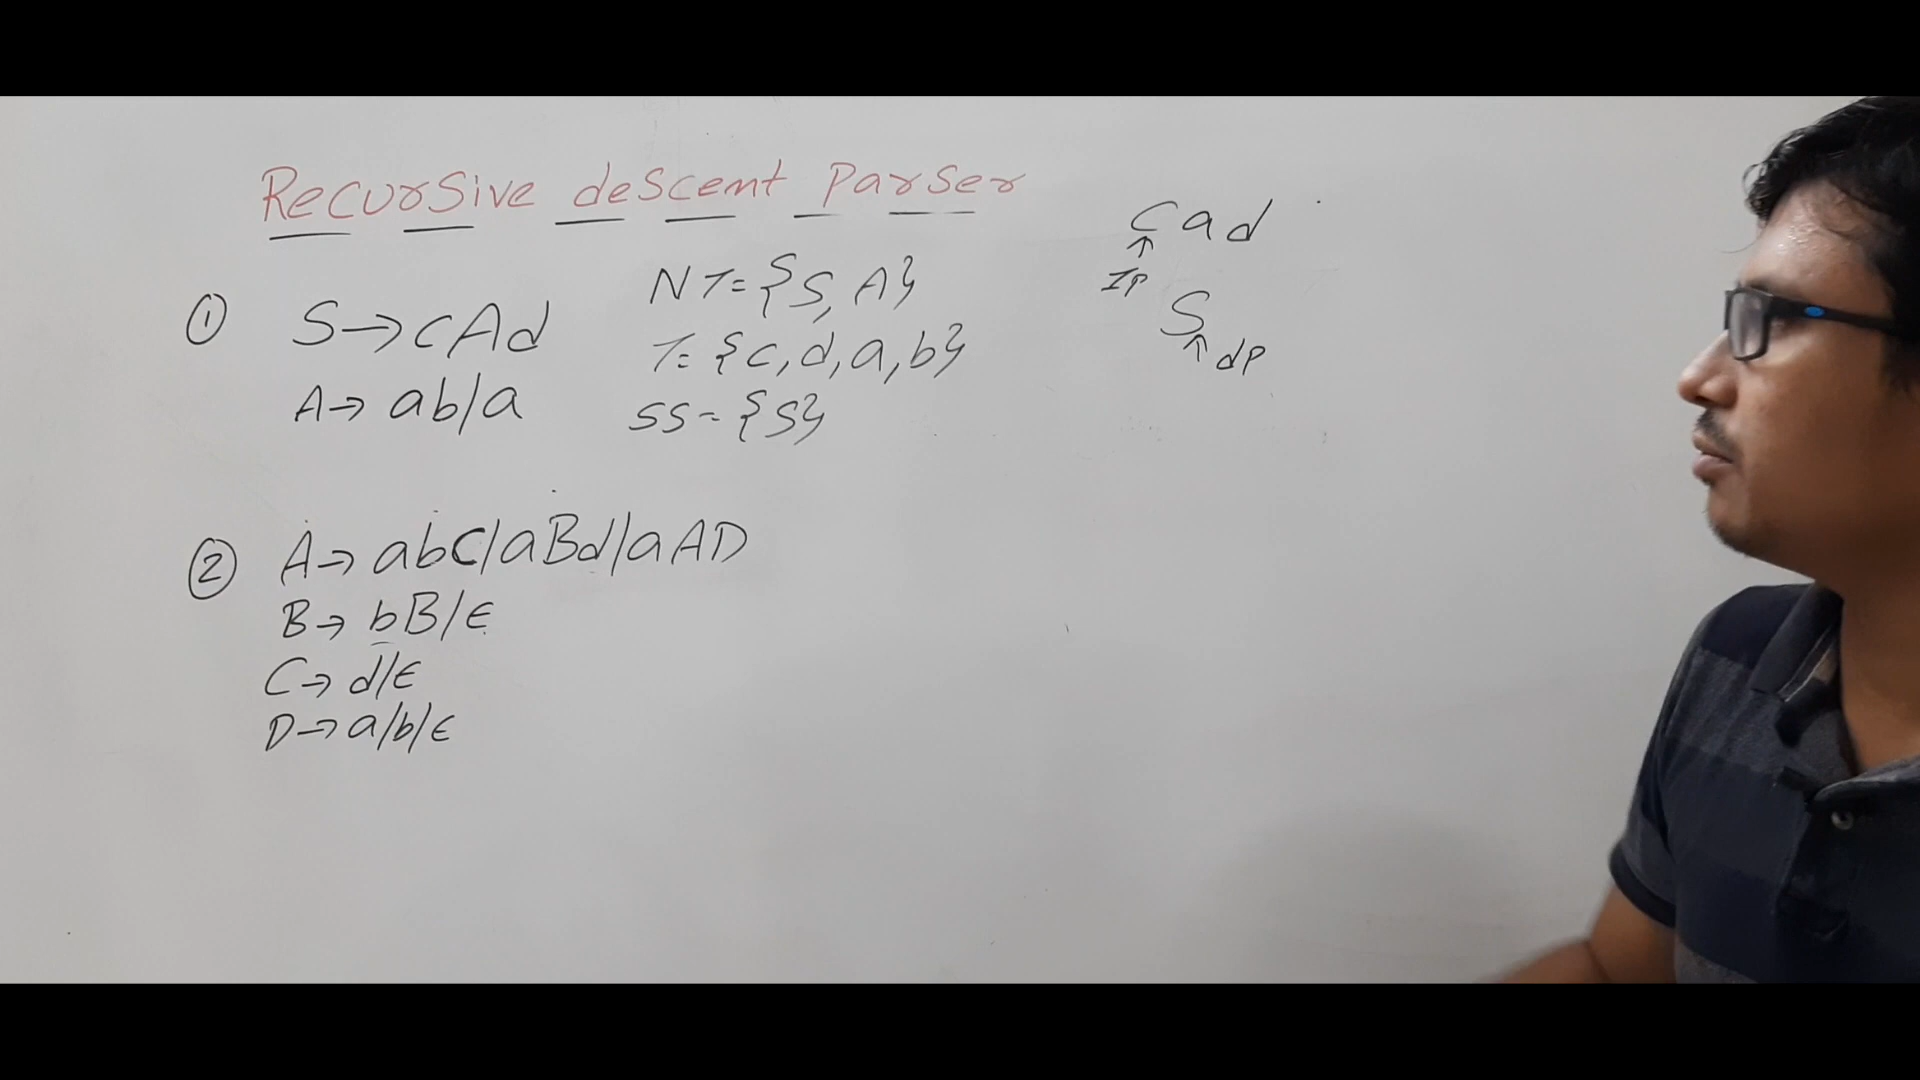 Recursive descent parser
① S→cAd
A→ ab/a
NT={S, A}
T={c,d,a,b}
SS={S}
cad
↑
IP
S
↑dp
② A→abC/aBd/aAD
B→ bB/ε
C→ d/ε
D→a/b/ε